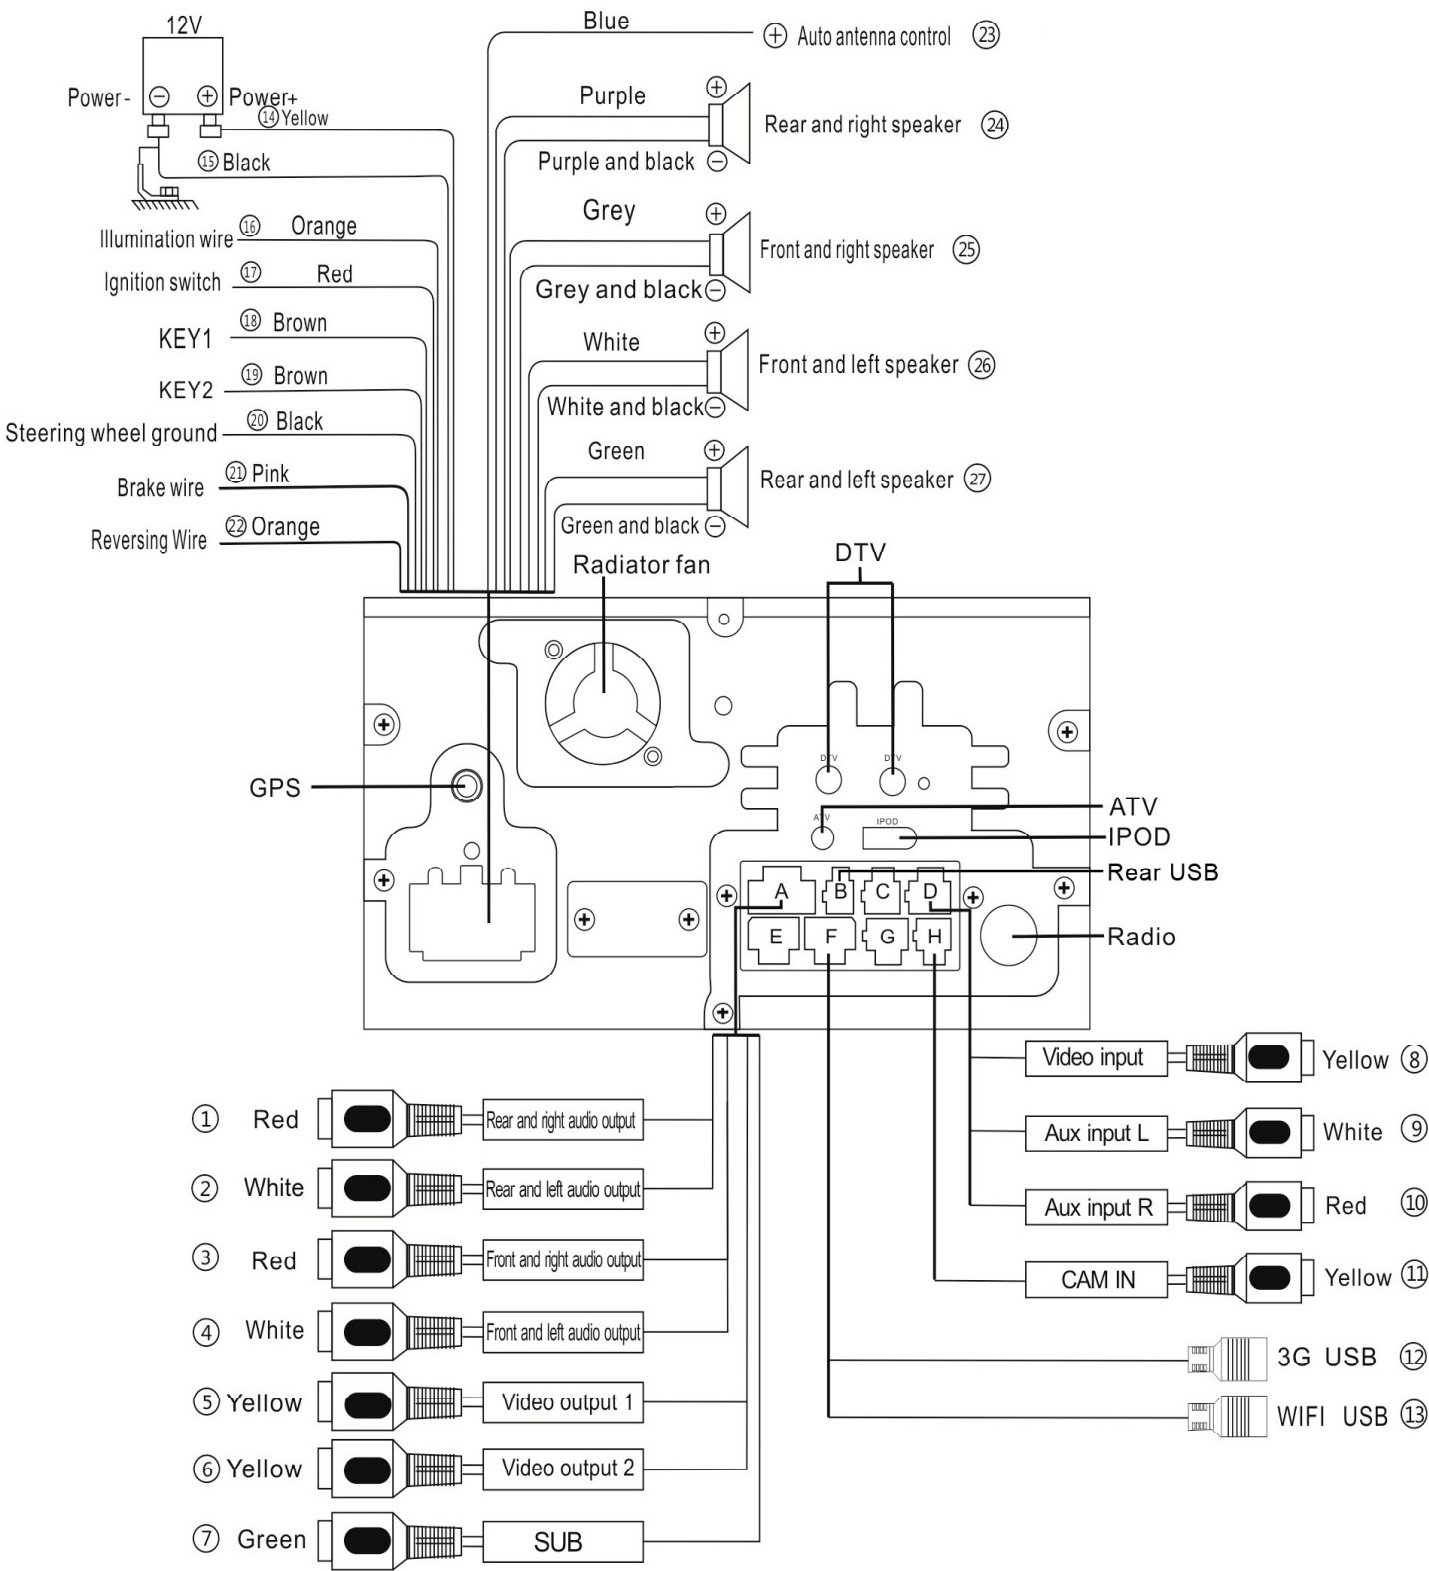 12V
Power-
Power+
⑭ Yellow
⑮ Black
Illumination wire ⑯ Orange
Ignition switch ⑰ Red
KEY1 ⑱ Brown
KEY2 ⑲ Brown
Steering wheel ground ⑳ Black
Brake wire ㉑ Pink
Reversing Wire ㉒ Orange
Blue
Auto antenna control ㉓
Purple
Rear and right speaker ㉔
Purple and black
Grey
Front and right speaker ㉕
Grey and black
White
Front and left speaker ㉖
White and black
Green
Rear and left speaker ㉗
Green and black
Radiator fan
DTV
DTV
DTV
GPS
ATV
ATV
IPOD
IPOD
Rear USB
A B C D
E F G H
Radio
① Red Rear and right audio output
② White Rear and left audio output
③ Red Front and right audio output
④ White Front and left audio output
⑤ Yellow Video output 1
⑥ Yellow Video output 2
⑦ Green SUB
Video input Yellow ⑧
Aux input L White ⑨
Aux input R Red ⑩
CAM IN Yellow ⑪
3G USB ⑫
WIFI USB ⑬